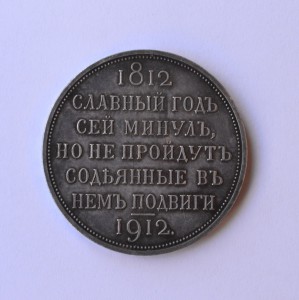 1812
СЛАВНЫЙ ГОДЪ
СЕЙ МИНУЛЪ,
НО НЕ ПРОЙДУТЪ
СОДѢЯННЫЕ ВЪ
НЕМЪ ПОДВИГИ
1912.